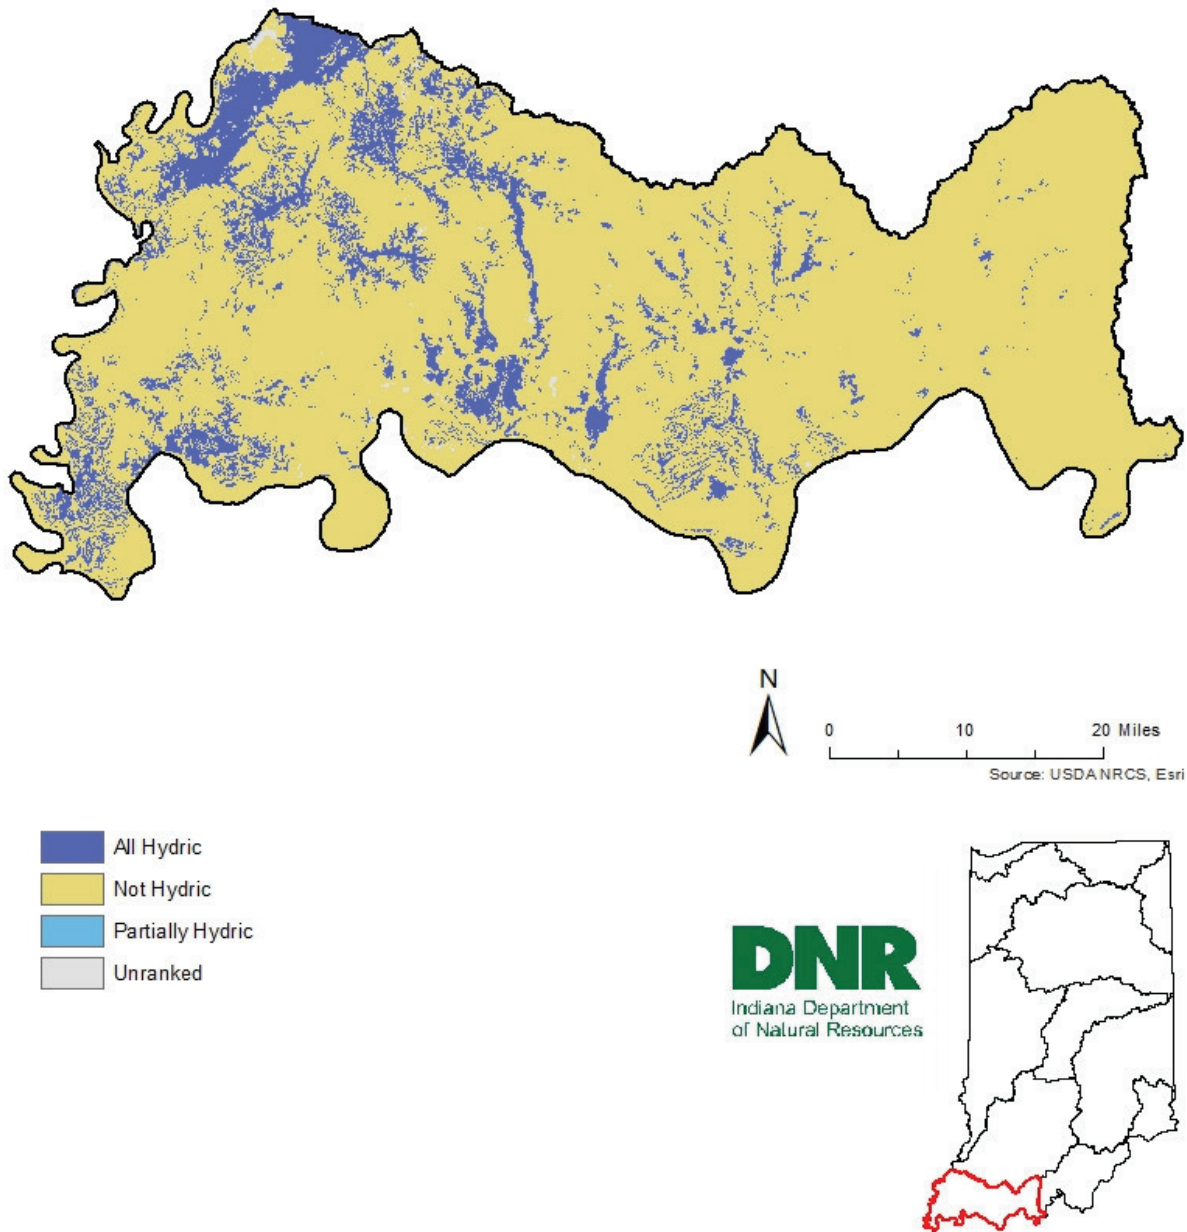 N
0 10 20 Miles
Source: USDA NRCS, Esri
All Hydric
Not Hydric
Partially Hydric
Unranked
DNR
Indiana Department
of Natural Resources